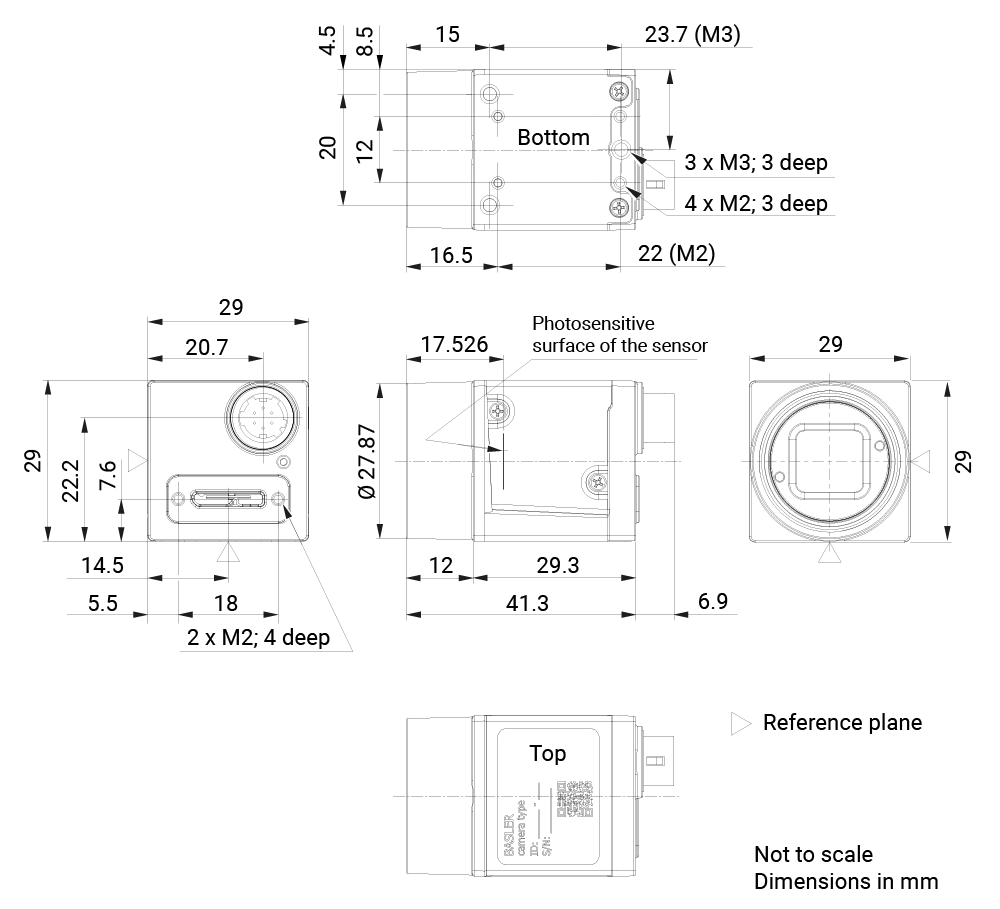 4.5
8.5
15
23.7 (M3)
20
12
Bottom
3 x M3; 3 deep
4 x M2; 3 deep
16.5
22 (M2)
29
20.7
29
22.2
7.6
14.5
5.5
18
2 x M2; 4 deep
Photosensitive
surface of the sensor
17.526
Ø 27.87
12
29.3
41.3
6.9
29
29
Top
BASLER
camera type
ID:
S/N:
Reference plane
Not to scale
Dimensions in mm